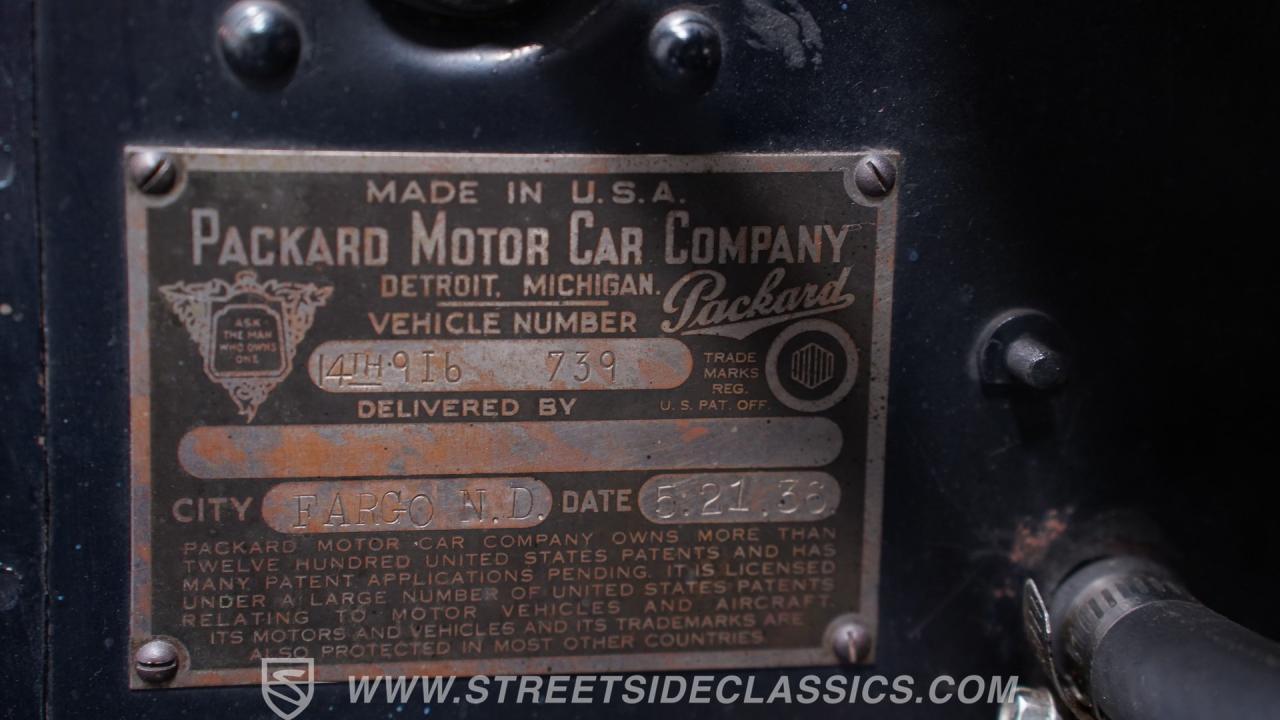 MADE IN U.S.A.
PACKARD MOTOR CAR COMPANY
DETROIT, MICHIGAN.
Packard
ASK
THE MAN
WHO OWNS
ONE
VEHICLE NUMBER
14TH·916 739
TRADE
MARKS
REG.
U.S. PAT. OFF.
DELIVERED BY
CITY FARGO N.D. DATE 5.21.36
PACKARD MOTOR CAR COMPANY OWNS MORE THAN
TWELVE HUNDRED UNITED STATES PATENTS AND HAS
MANY PATENT APPLICATIONS PENDING. IT IS LICENSED
UNDER A LARGE NUMBER OF UNITED STATES PATENTS
RELATING TO MOTOR VEHICLES AND AIRCRAFT.
ITS MOTORS AND VEHICLES AND ITS TRADEMARKS ARE
ALSO PROTECTED IN MOST OTHER COUNTRIES.
WWW.STREETSIDECLASSICS.COM